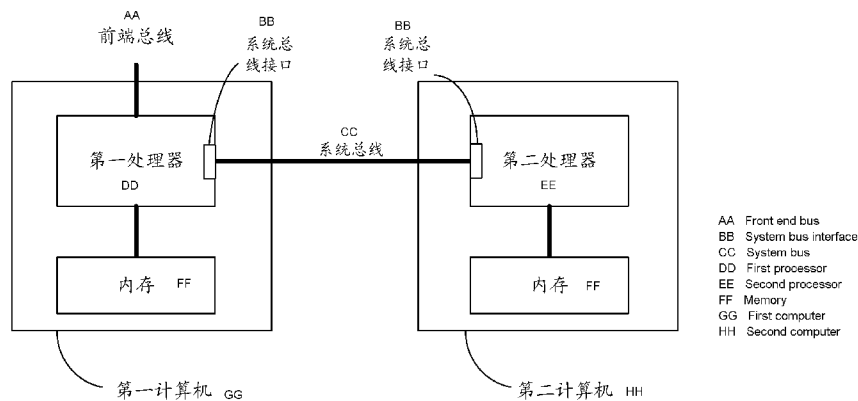 AA
前端总线
BB
系统总
线接口
BB
系统总
线接口
CC
系统总线
第一处理器
DD
第二处理器
EE
内存 FF
内存 FF
第一计算机 GG
第二计算机 HH
AA Front end bus
BB System bus interface
CC System bus
DD First processor
EE Second processor
FF Memory
GG First computer
HH Second computer